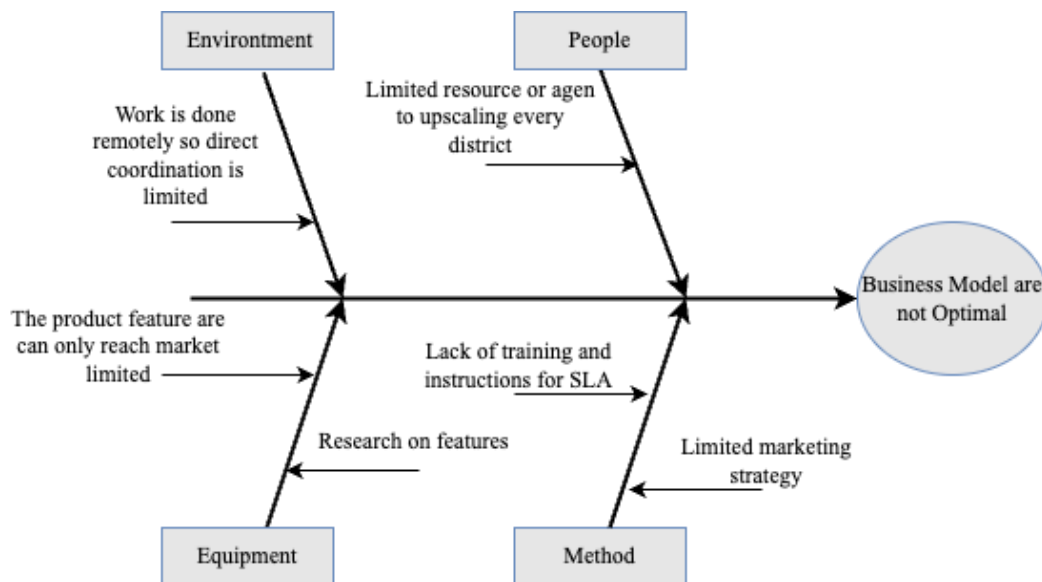 Environtment
People
Work is done
remotely so direct
coordination is
limited
Limited resource or agen
to upscaling every
district
Business Model are
not Optimal
The product feature are
can only reach market
limited
Lack of training and
instructions for SLA
Research on features
Limited marketing
strategy
Equipment
Method